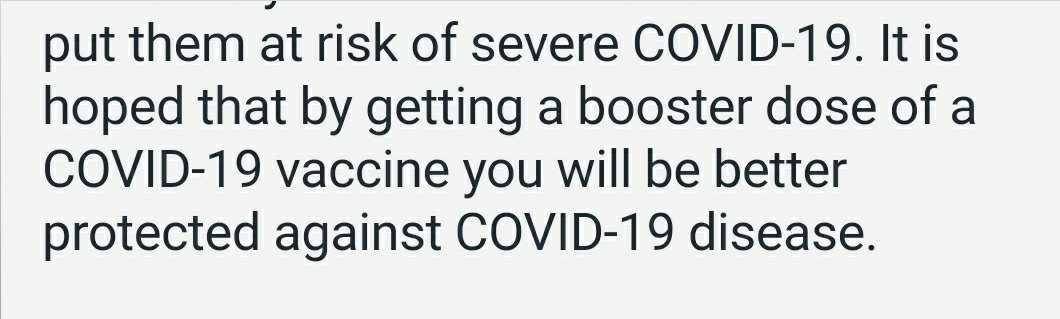 put them at risk of severe COVID-19. It is
hoped that by getting a booster dose of a
COVID-19 vaccine you will be better
protected against COVID-19 disease.